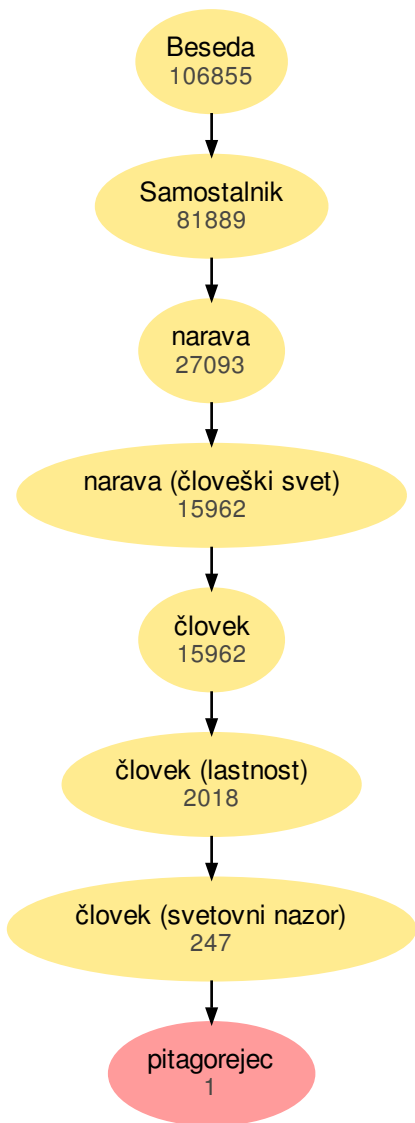 Beseda
106855
Samostalnik
81889
narava
27093
narava (človeški svet)
15962
človek
15962
človek (lastnost)
2018
človek (svetovni nazor)
247
pitagorejec
1